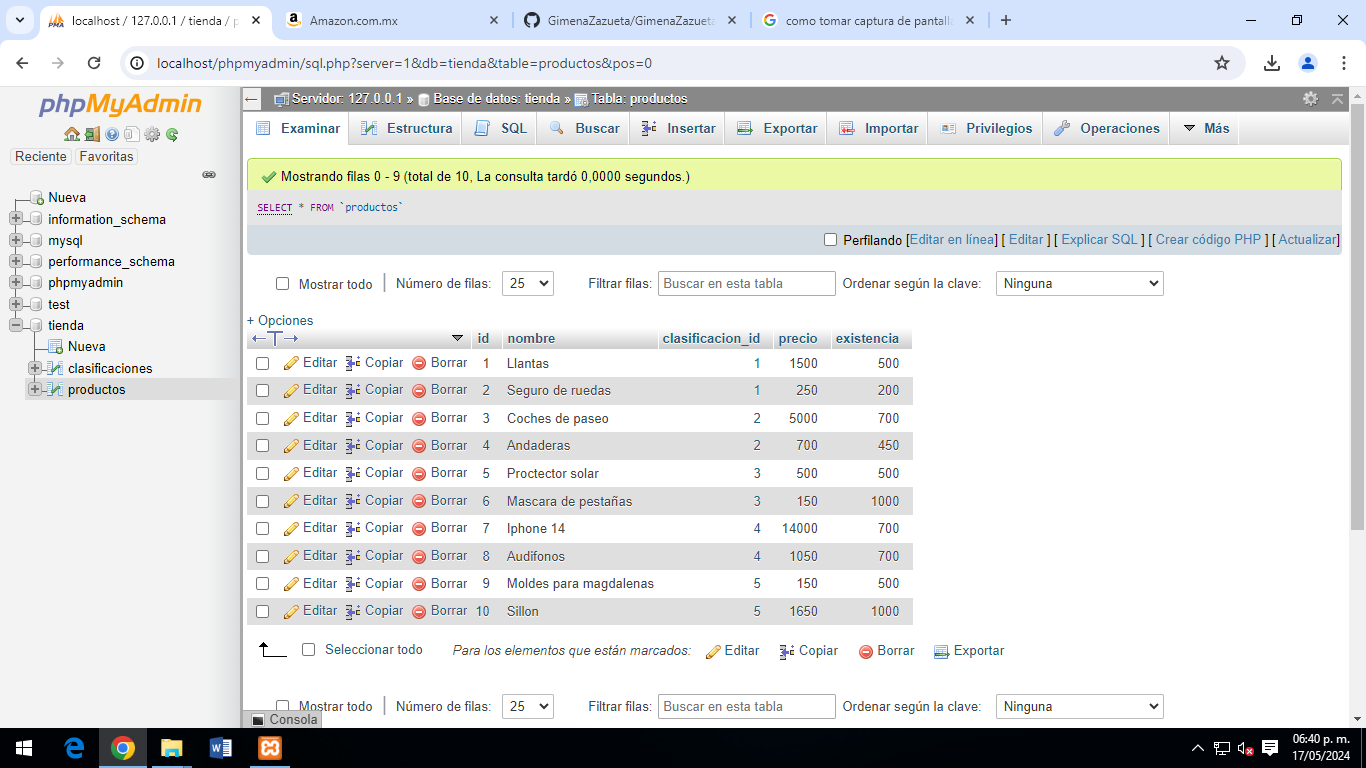 localhost / 127.0.0.1 / tienda / p
Amazon.com.mx
GimenaZazueta/GimenaZazueta
como tomar captura de pantall
localhost/phpmyadmin/sql.php?server=1&db=tienda&table=productos&pos=0
phpMyAdmin
Reciente Favoritas
Nueva
information_schema
mysql
performance_schema
phpmyadmin
test
tienda
Nueva
clasificaciones
productos
Servidor: 127.0.0.1 » Base de datos: tienda » Tabla: productos
Examinar Estructura SQL Buscar Insertar Exportar Importar Privilegios Operaciones Más
Mostrando filas 0 - 9 (total de 10, La consulta tardó 0,0000 segundos.)
SELECT * FROM `productos`
Perfilando [Editar en línea] [ Editar ] [ Explicar SQL ] [ Crear código PHP ] [ Actualizar]
Mostrar todo Número de filas: 25 Filtrar filas: Buscar en esta tabla Ordenar según la clave: Ninguna
+ Opciones
←T→ id nombre clasificacion_id precio existencia
Editar Copiar Borrar 1 Llantas 1 1500 500
Editar Copiar Borrar 2 Seguro de ruedas 1 250 200
Editar Copiar Borrar 3 Coches de paseo 2 5000 700
Editar Copiar Borrar 4 Andaderas 2 700 450
Editar Copiar Borrar 5 Proctector solar 3 500 500
Editar Copiar Borrar 6 Mascara de pestañas 3 150 1000
Editar Copiar Borrar 7 Iphone 14 4 14000 700
Editar Copiar Borrar 8 Audifonos 4 1050 700
Editar Copiar Borrar 9 Moldes para magdalenas 5 150 500
Editar Copiar Borrar 10 Sillon 5 1650 1000
Seleccionar todo Para los elementos que están marcados: Editar Copiar Borrar Exportar
Mostrar todo Número de filas: 25 Filtrar filas: Buscar en esta tabla Ordenar según la clave: Ninguna
Consola
06:40 p. m.
17/05/2024